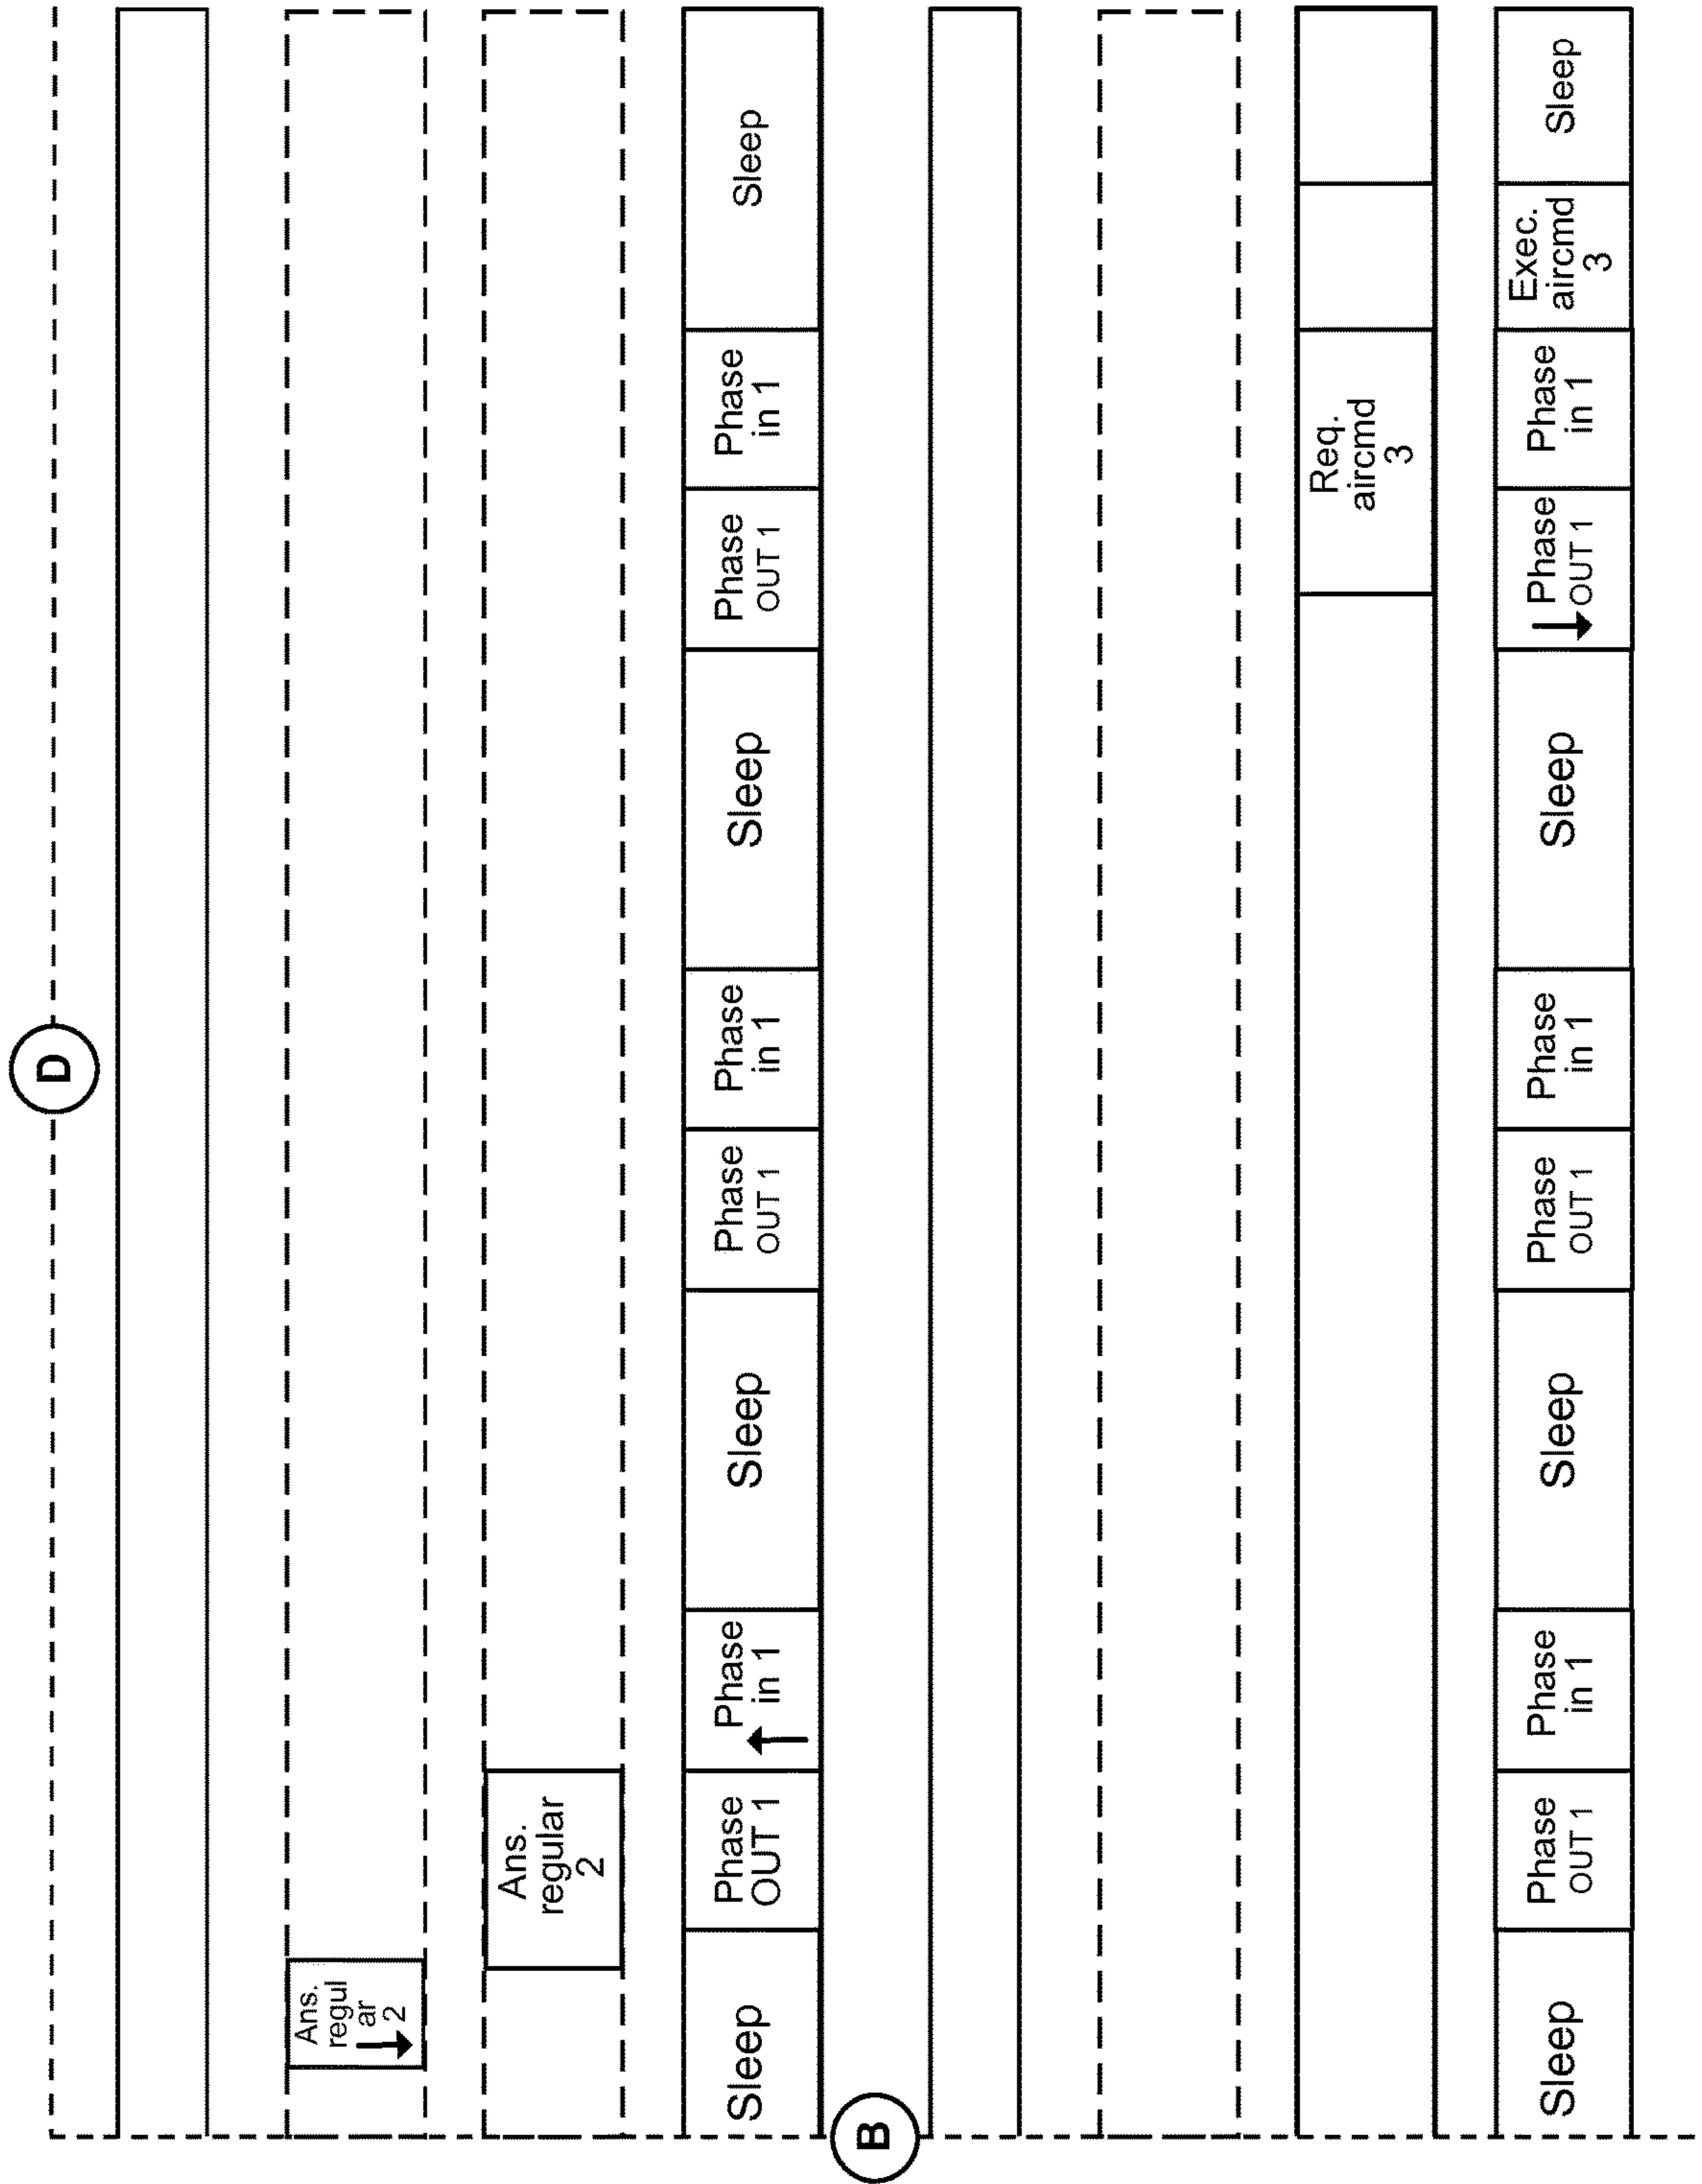 D
Ans.
regul
ar
2
Ans.
regular
2
Sleep
Phase
OUT 1
Phase
in 1
Sleep
Phase
OUT 1
Phase
in 1
Sleep
Phase
OUT 1
Phase
in 1
Sleep
B
Req.
aircmd
3
Sleep
Phase
OUT 1
Phase
in 1
Sleep
Phase
OUT 1
Phase
in 1
Sleep
Phase
OUT 1
Phase
in 1
Exec.
aircmd
3
Sleep